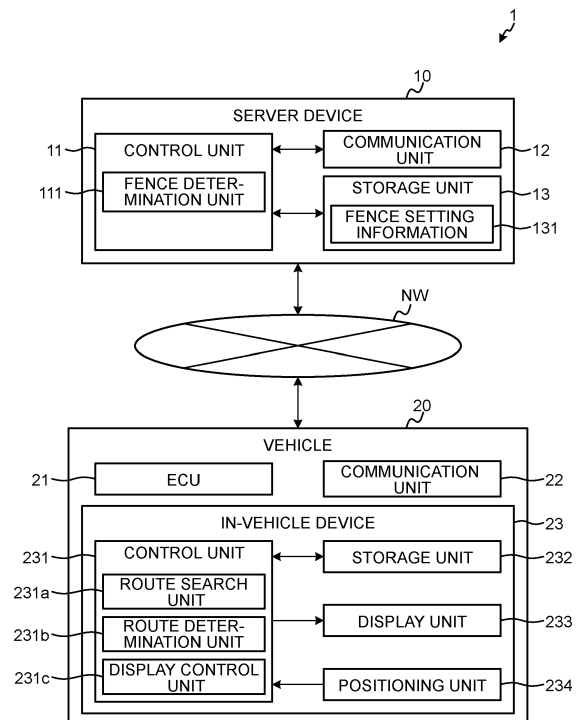 1
10
SERVER DEVICE
11
CONTROL UNIT
111
FENCE DETER-
MINATION UNIT
COMMUNICATION
UNIT
12
STORAGE UNIT
13
FENCE SETTING
INFORMATION
131
NW
20
VEHICLE
21
ECU
COMMUNICATION
UNIT
22
IN-VEHICLE DEVICE
23
231
CONTROL UNIT
231a
ROUTE SEARCH
UNIT
231b
ROUTE DETER-
MINATION UNIT
231c
DISPLAY CONTROL
UNIT
STORAGE UNIT
232
DISPLAY UNIT
233
POSITIONING UNIT
234